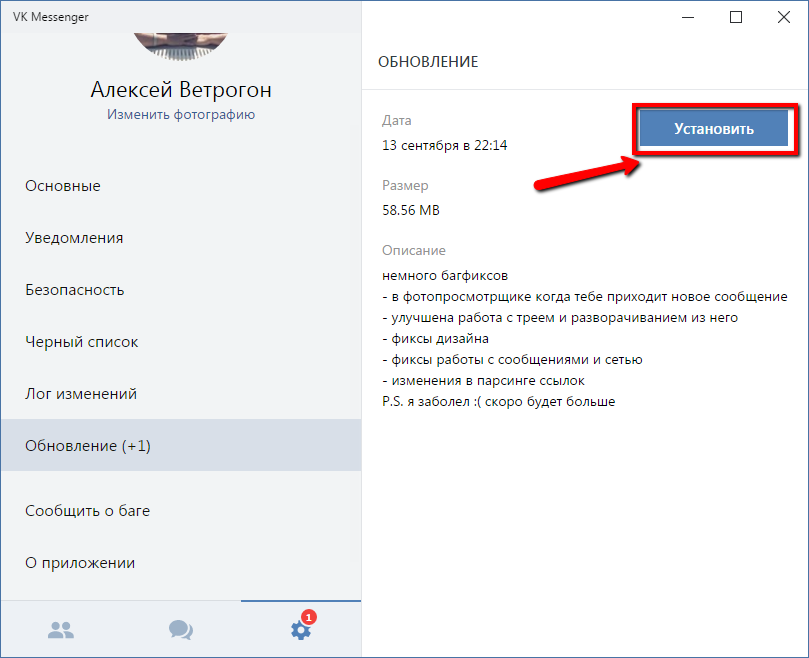 VK Messenger
Алексей Ветрогон
Изменить фотографию
Основные
Уведомления
Безопасность
Черный список
Лог изменений
Обновление (+1)
Сообщить о баге
О приложении
1
ОБНОВЛЕНИЕ
Дата
13 сентября в 22:14
Установить
Размер
58.56 MB
Описание
немного багфиксов
- в фотопросмотрщике когда тебе приходит новое сообщение
- улучшена работа с треем и разворачиванием из него
- фиксы дизайна
- фиксы работы с сообщениями и сетью
- изменения в парсинге ссылок
P.S. я заболел :( скоро будет больше